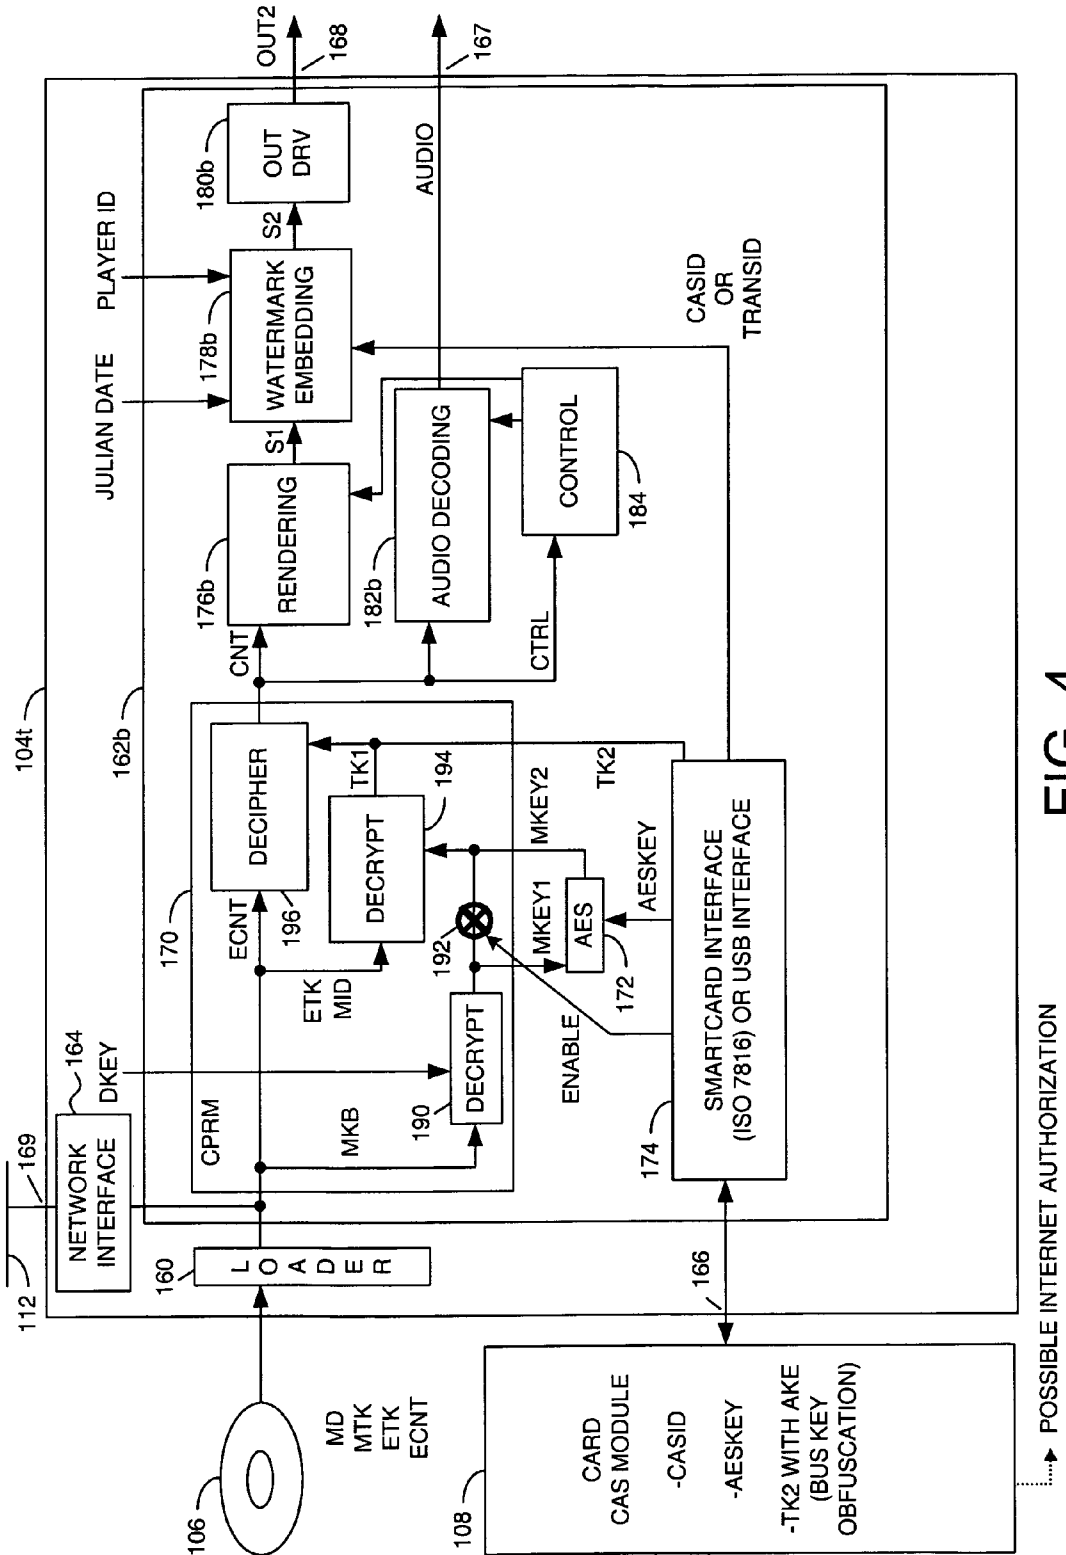 104t
162b
112
169
NETWORK
INTERFACE
164
DKEY
JULIAN DATE
PLAYER ID
106
MD
MTK
ETK
ECNT
160
LOADER
CPRM
170
ECNT
DECIPHER
196
CNT
176b
RENDERING
S1
178b
WATERMARK
EMBEDDING
S2
180b
OUT
DRV
OUT2
168
MKB
ETK
MID
DECRYPT
194
TK1
190
DECRYPT
192
MKEY1
MKEY2
182b
AUDIO DECODING
AUDIO
167
CTRL
CONTROL
184
AES
172
AESKEY
ENABLE
TK2
CASID
OR
TRANSID
174
SMARTCARD INTERFACE
(ISO 7816) OR USB INTERFACE
166
108
CARD
CAS MODULE
-CASID
-AESKEY
-TK2 WITH AKE
(BUS KEY
OBFUSCATION)
POSSIBLE INTERNET AUTHORIZATION
FIG. 4